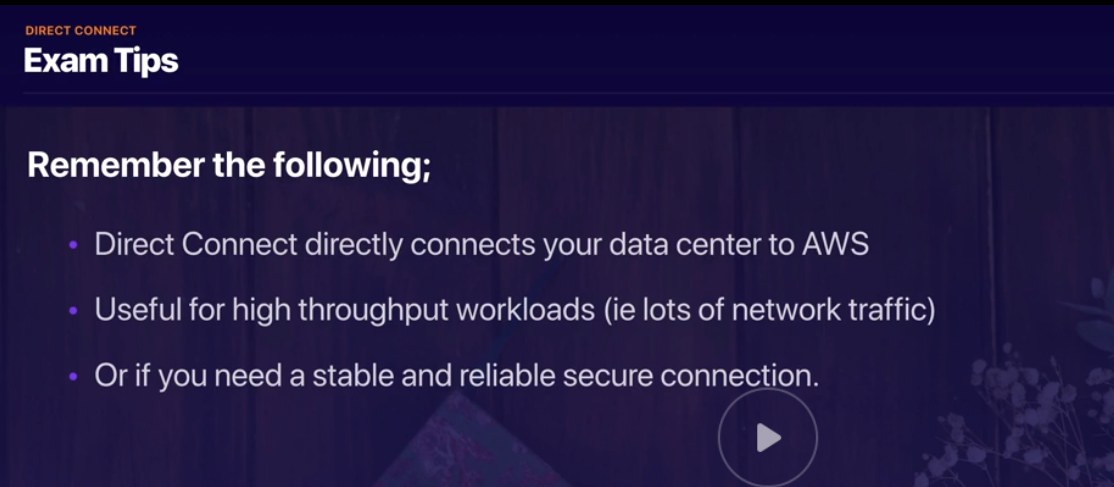 DIRECT CONNECT
Exam Tips
Remember the following;
• Direct Connect directly connects your data center to AWS
• Useful for high throughput workloads (ie lots of network traffic)
• Or if you need a stable and reliable secure connection.